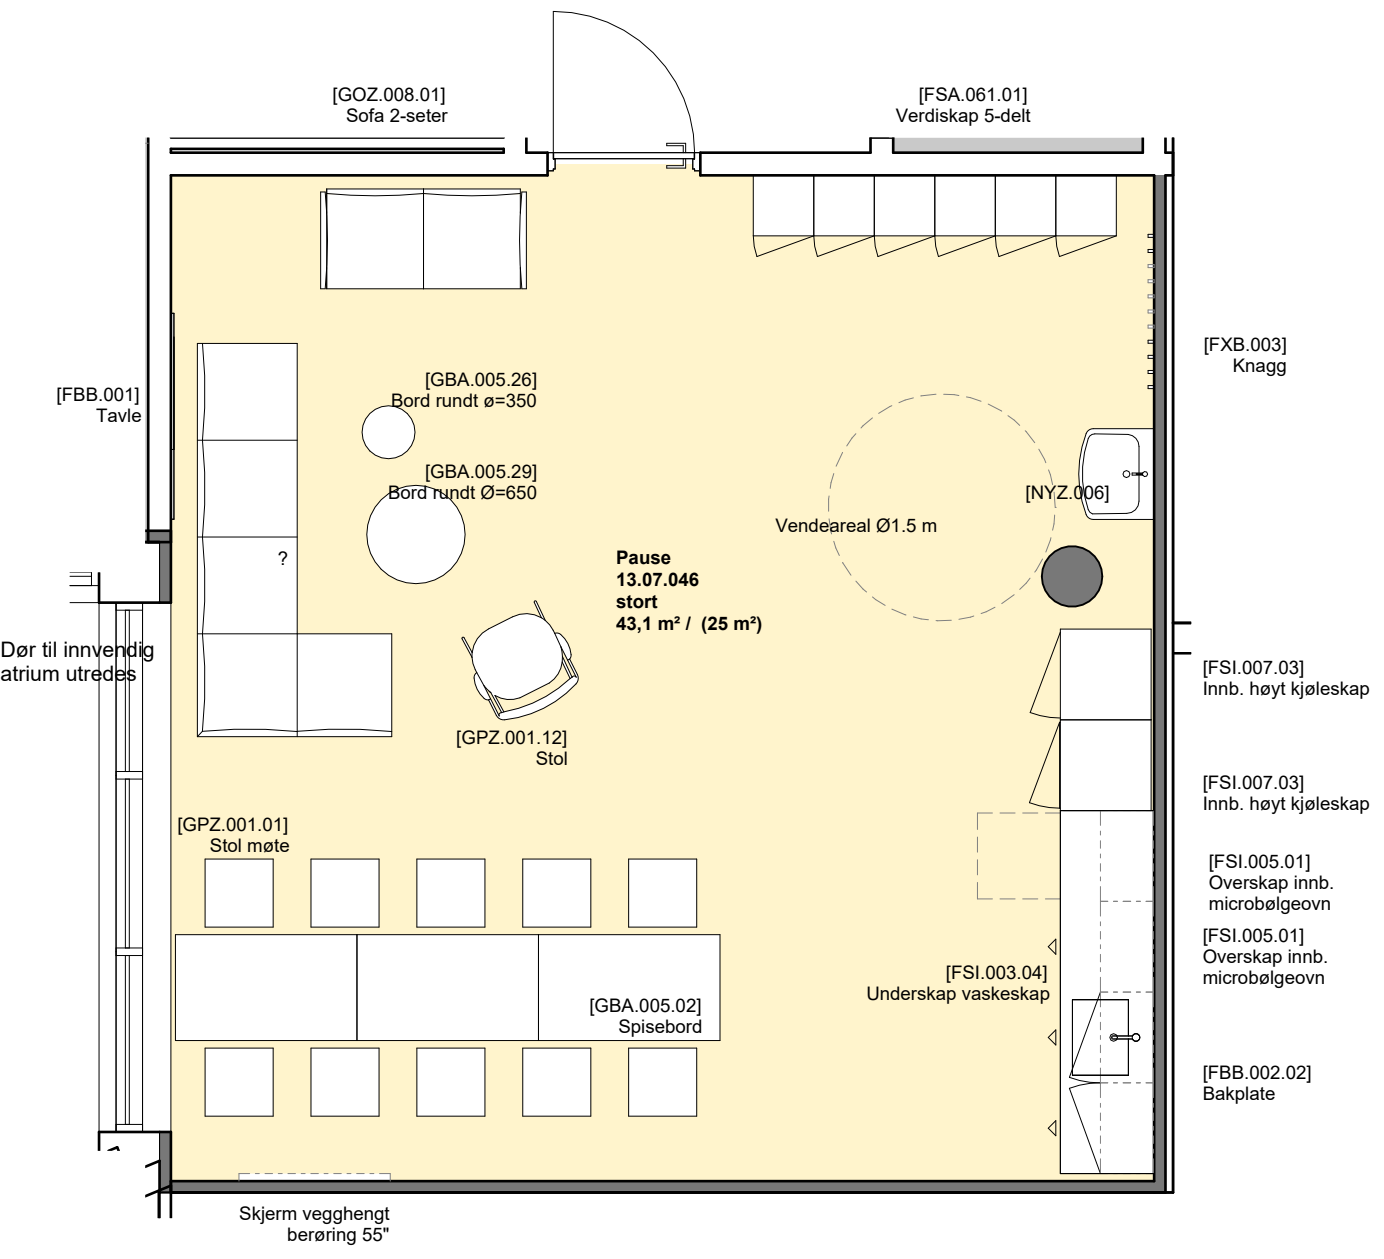 [GOZ.008.01]
Sofa 2-seter
[FSA.061.01]
Verdiskap 5-delt
[FXB.003]
Knagg
[FBB.001]
Tavle
[GBA.005.26]
Bord rundt ø=350
[GBA.005.29]
Bord rundt Ø=650
[NYZ.006]
Vendeareal Ø1.5 m
?
Pause
13.07.046
stort
43,1 m² / (25 m²)
Dør til innvendig
atrium utredes
[FSI.007.03]
Innb. høyt kjøleskap
[GPZ.001.12]
Stol
[FSI.007.03]
Innb. høyt kjøleskap
[GPZ.001.01]
Stol møte
[FSI.005.01]
Overskap innb.
microbølgeovn
[FSI.005.01]
Overskap innb.
microbølgeovn
[FSI.003.04]
Underskap vaskeskap
[GBA.005.02]
Spisebord
[FBB.002.02]
Bakplate
Skjerm vegghengt
berøring 55"